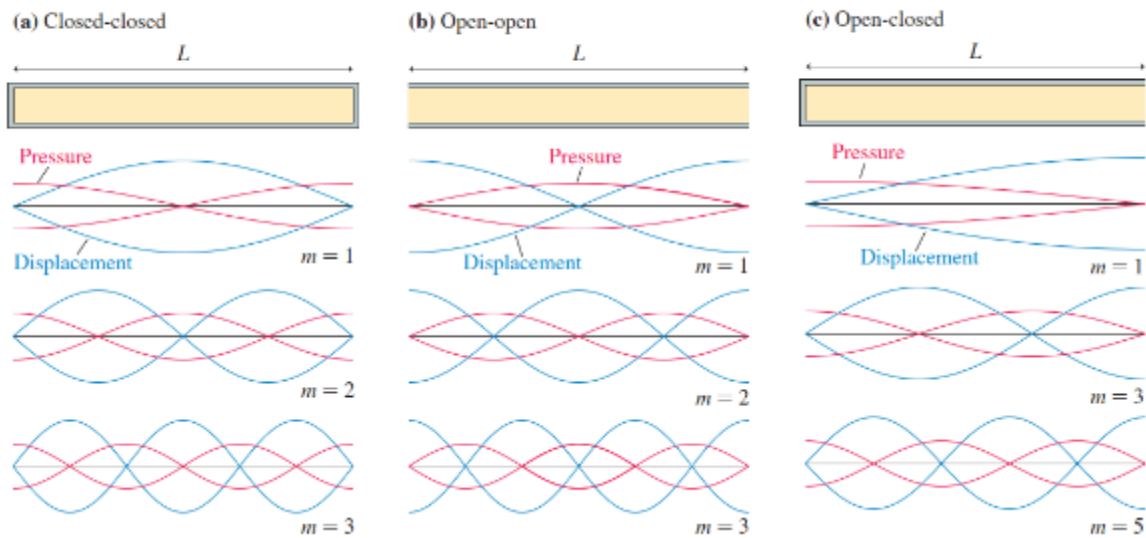 (a) Closed-closed
L
Pressure
Displacement
m = 1
m = 2
m = 3
(b) Open-open
L
Pressure
Displacement
m = 1
m = 2
m = 3
(c) Open-closed
L
Pressure
Displacement
m = 1
m = 3
m = 5